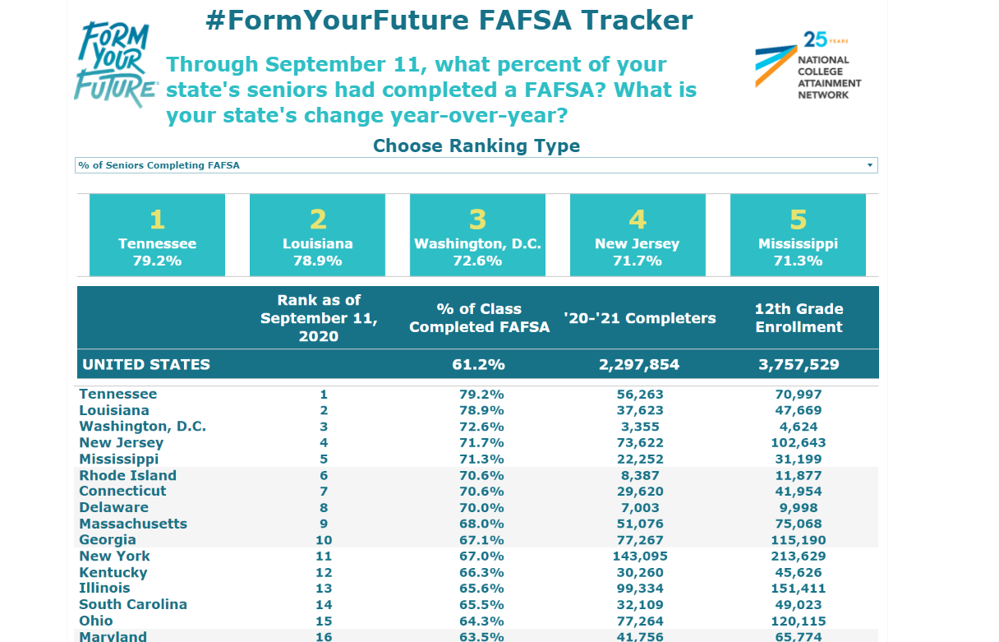 #FormYourFuture FAFSA Tracker
FORM
YOUR
FUTURE
®
25 YEARS
NATIONAL
COLLEGE
ATTAINMENT
NETWORK
Through September 11, what percent of your
state's seniors had completed a FAFSA? What is
your state's change year-over-year?
Choose Ranking Type
% of Seniors Completing FAFSA
1
Tennessee
79.2%
2
Louisiana
78.9%
3
Washington, D.C.
72.6%
4
New Jersey
71.7%
5
Mississippi
71.3%
Rank as of
September 11,
2020
% of Class
Completed FAFSA
'20-'21 Completers
12th Grade
Enrollment
UNITED STATES 61.2% 2,297,854 3,757,529
Tennessee 1 79.2% 56,263 70,997
Louisiana 2 78.9% 37,623 47,669
Washington, D.C. 3 72.6% 3,355 4,624
New Jersey 4 71.7% 73,622 102,643
Mississippi 5 71.3% 22,252 31,199
Rhode Island 6 70.6% 8,387 11,877
Connecticut 7 70.6% 29,620 41,954
Delaware 8 70.0% 7,003 9,998
Massachusetts 9 68.0% 51,076 75,068
Georgia 10 67.1% 77,267 115,190
New York 11 67.0% 143,095 213,629
Kentucky 12 66.3% 30,260 45,626
Illinois 13 65.6% 99,334 151,411
South Carolina 14 65.5% 32,109 49,023
Ohio 15 64.3% 77,264 120,115
Maryland 16 63.5% 41,756 65,774